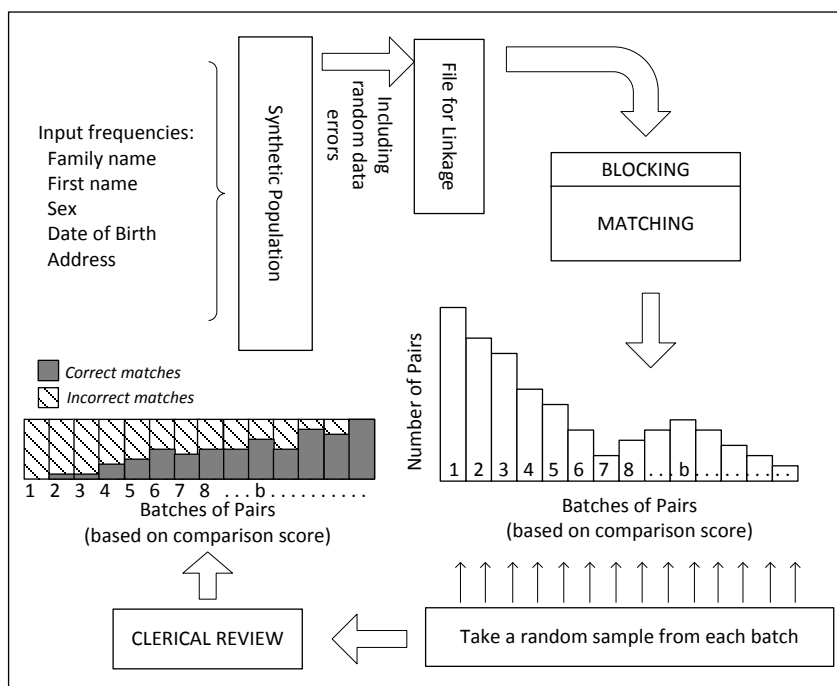 Input frequencies:
Family name
First name
Sex
Date of Birth
Address
Synthetic Population
Including
random data
errors
File for Linkage
BLOCKING
MATCHING
Number of Pairs
1 2 3 4 5 6 7 8 . . . b . . . . . . . . .
Batches of Pairs
(based on comparison score)
Take a random sample from each batch
CLERICAL REVIEW
Correct matches
Incorrect matches
1 2 3 4 5 6 7 8 . . . b . . . . . . . . . .
Batches of Pairs
(based on comparison score)